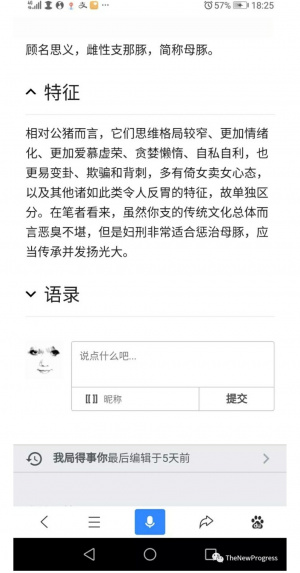 57% 18:25
顾名思义，雌性支那豚，简称母豚。
特征
相对公猪而言，它们思维格局较窄、更加情绪
化、更加爱慕虚荣、贪婪懒惰、自私自利，也
更易变卦、欺骗和背刺，多有倚女卖女心态，
以及其他诸如此类令人反胃的特征，故单独区
分。在笔者看来，虽然你支的传统文化总体而
言恶臭不堪，但是妇刑非常适合惩治母豚，应
当传承并发扬光大。
语录
说点什么吧...
昵称
提交
我局得事你最后编辑于5天前
TheNewProgress